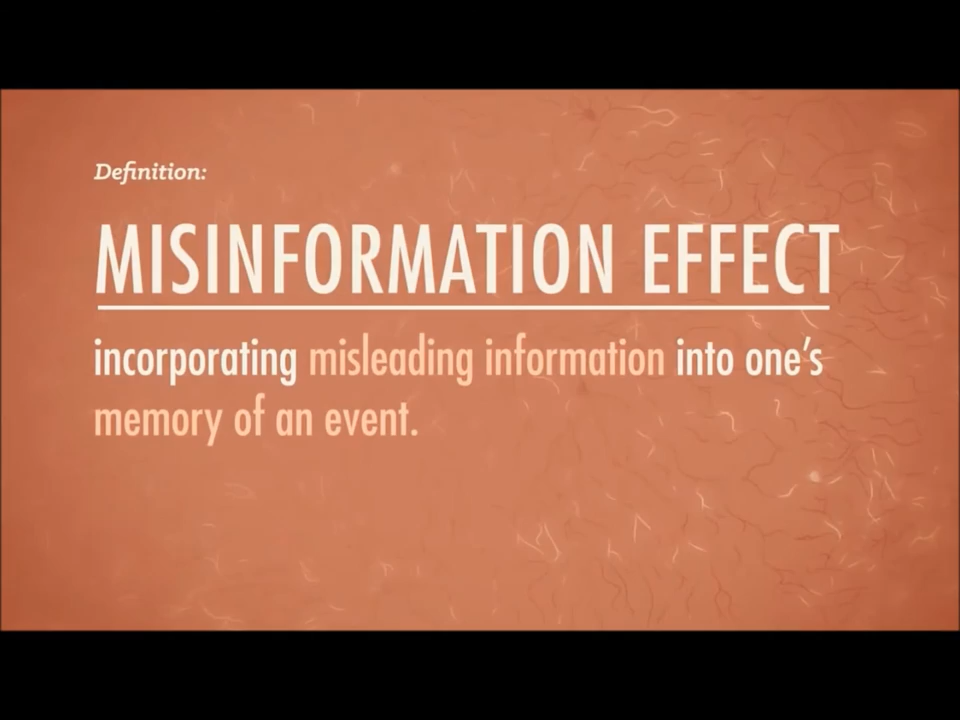 Definition:
MISINFORMATION EFFECT
incorporating misleading information into one's
memory of an event.